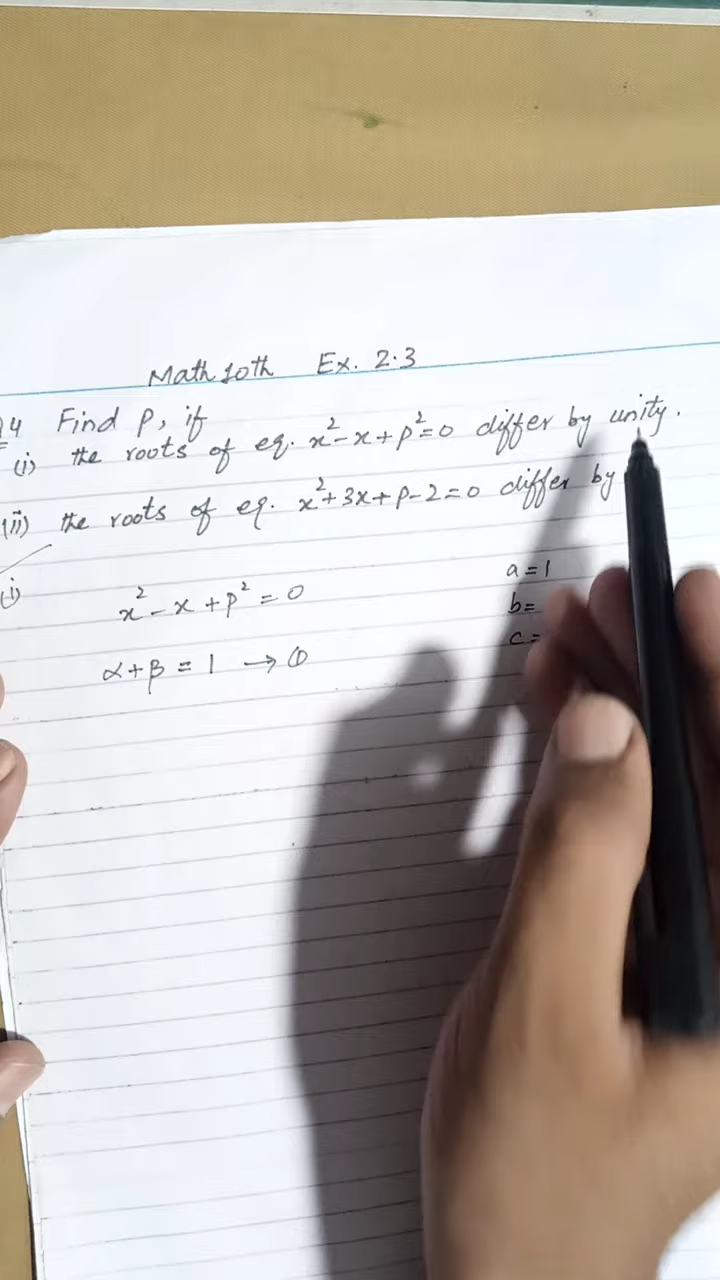 Math 10th Ex. 2.3
Q4 Find P, if
(i) the roots of eq. x² - x + p² = 0 differ by unity.
(ii) the roots of eq. x² + 3x + p - 2 = 0 differ by
(i) x² - x + p² = 0
a = 1
b =
c =
α + β = 1 → ①